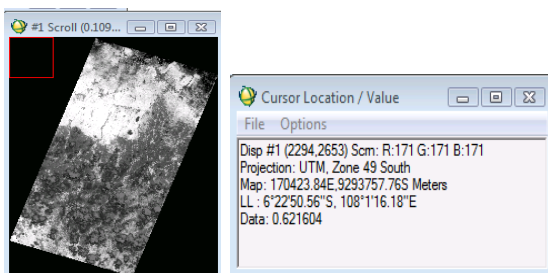 #1 Scroll (0.109...
Cursor Location / Value
File Options
Disp #1 (2294,2653) Scrn: R:171 G:171 B:171
Projection: UTM, Zone 49 South
Map: 170423.84E,9293757.76S Meters
LL : 6°22'50.56"S, 108°1'16.18"E
Data: 0.621604